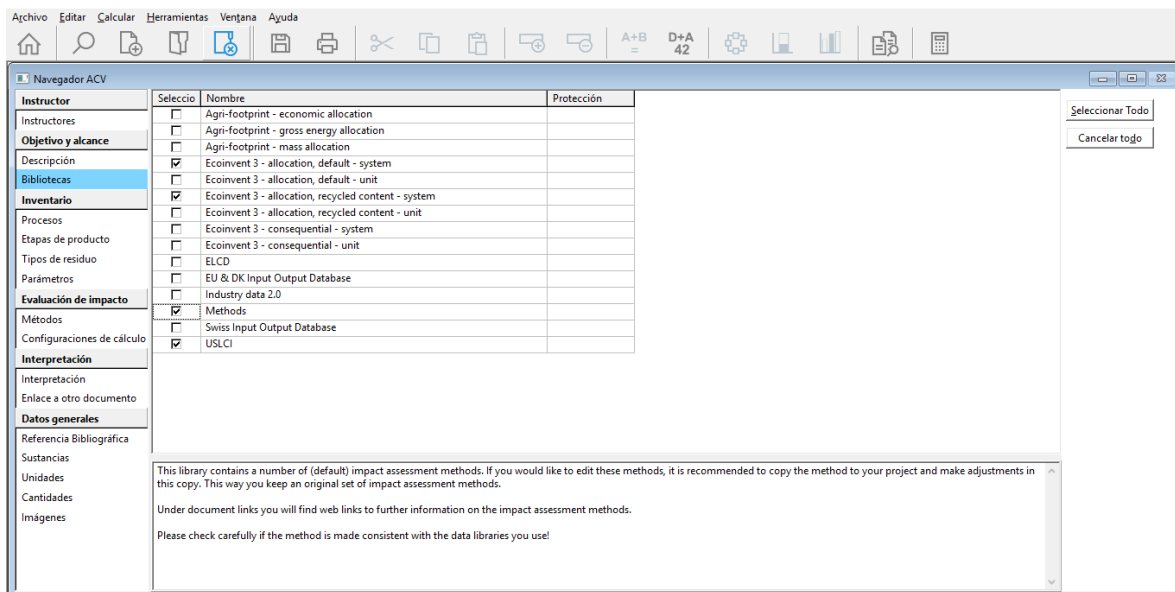 Archivo Editar Calcular Herramientas Ventana Ayuda
A+B
=
D+A
42
Navegador ACV
Instructor
Instructores
Objetivo y alcance
Descripción
Bibliotecas
Inventario
Procesos
Etapas de producto
Tipos de residuo
Parámetros
Evaluación de impacto
Métodos
Configuraciones de cálculo
Interpretación
Interpretación
Enlace a otro documento
Datos generales
Referencia Bibliográfica
Sustancias
Unidades
Cantidades
Imágenes
Seleccio Nombre Protección
Agri-footprint - economic allocation
Agri-footprint - gross energy allocation
Agri-footprint - mass allocation
Ecoinvent 3 - allocation, default - system
Ecoinvent 3 - allocation, default - unit
Ecoinvent 3 - allocation, recycled content - system
Ecoinvent 3 - allocation, recycled content - unit
Ecoinvent 3 - consequential - system
Ecoinvent 3 - consequential - unit
ELCD
EU & DK Input Output Database
Industry data 2.0
Methods
Swiss Input Output Database
USLCI
Seleccionar Todo
Cancelar todo
This library contains a number of (default) impact assessment methods. If you would like to edit these methods, it is recommended to copy the method to your project and make adjustments in
this copy. This way you keep an original set of impact assessment methods.
Under document links you will find web links to further information on the impact assessment methods.
Please check carefully if the method is made consistent with the data libraries you use!